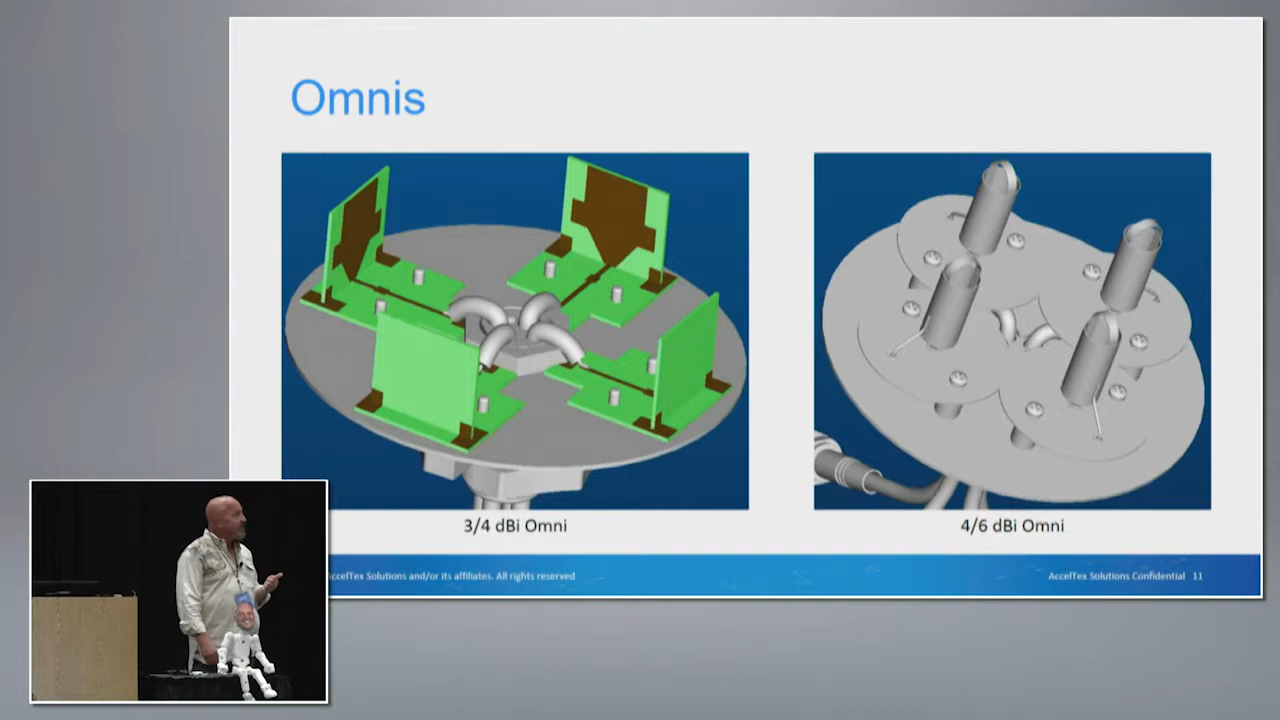 Omnis
3/4 dBi Omni
4/6 dBi Omni
AccelTex Solutions and/or its affiliates. All rights reserved
AccelTex Solutions Confidential 11